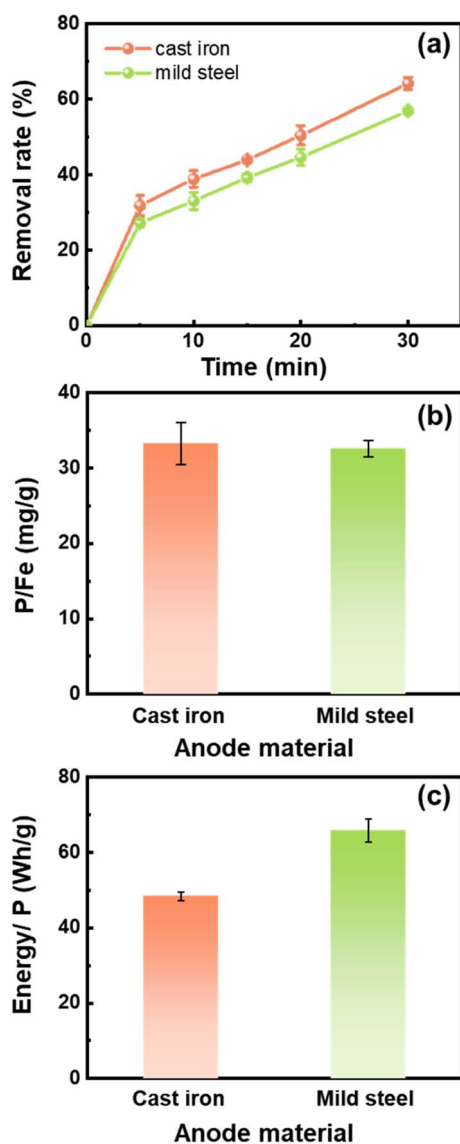 80
(a)
cast iron
mild steel
60
40
20
0
Removal rate (%)
0 10 20 30
Time (min)
40
(b)
30
20
10
0
P/Fe (mg/g)
Cast iron Mild steel
Anode material
80
(c)
60
40
20
0
Energy/ P (Wh/g)
Cast iron Mild steel
Anode material